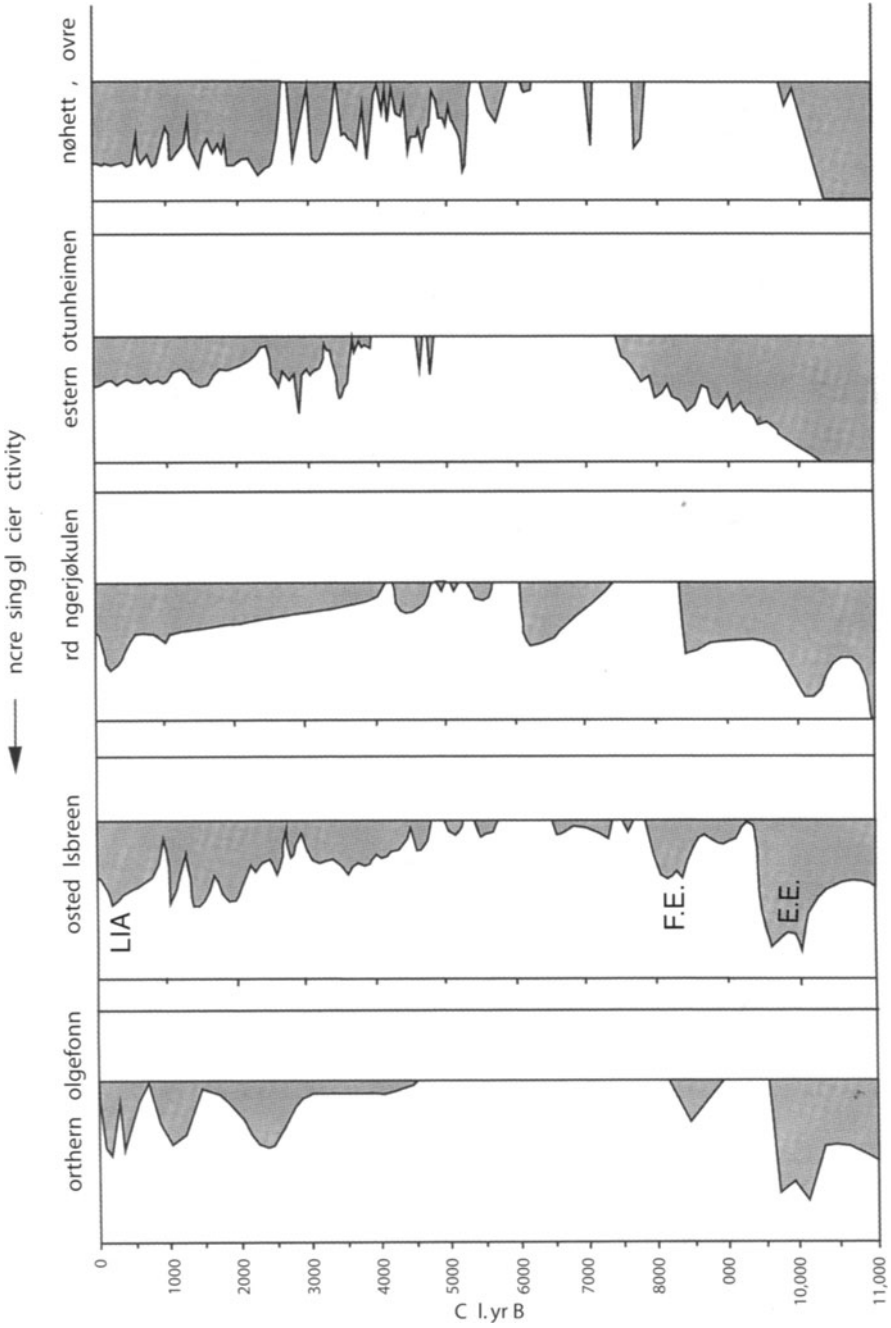 ncre sing gl cier ctivity
orthern olgefonn
osted lsbreen
rd ngerjøkulen
estern otunheimen
nøhett , ovre
LIA
F.E.
E.E.
0
1000
2000
3000
4000
5000
6000
7000
8000
9 000
10,000
11,000
C l. yr B